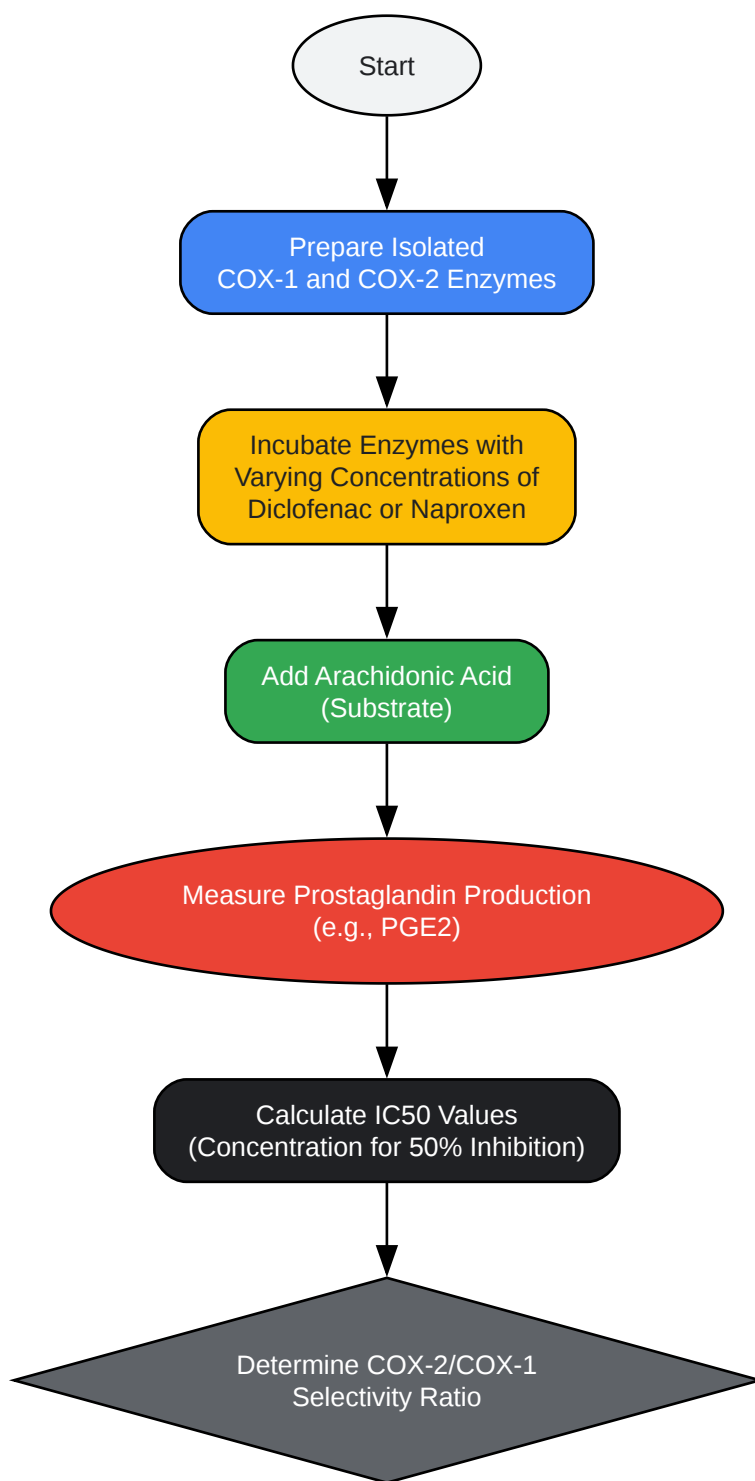 Start
Prepare Isolated
COX-1 and COX-2 Enzymes
Incubate Enzymes with
Varying Concentrations of
Diclofenac or Naproxen
Add Arachidonic Acid
(Substrate)
Measure Prostaglandin Production
(e.g., PGE2)
Calculate IC50 Values
(Concentration for 50% Inhibition)
Determine COX-2/COX-1
Selectivity Ratio